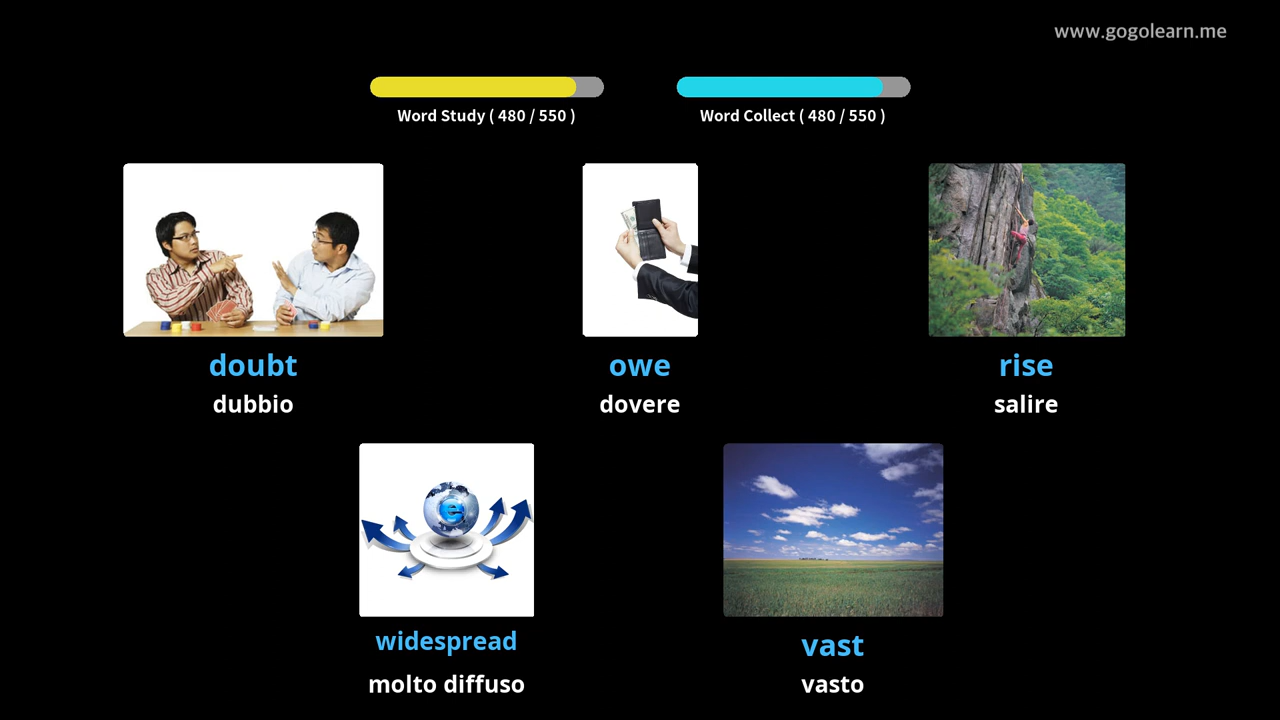 www.gogolearn.me
Word Study ( 480 / 550 )
Word Collect ( 480 / 550 )
doubt
dubbio
owe
dovere
rise
salire
e
widespread
molto diffuso
vast
vasto